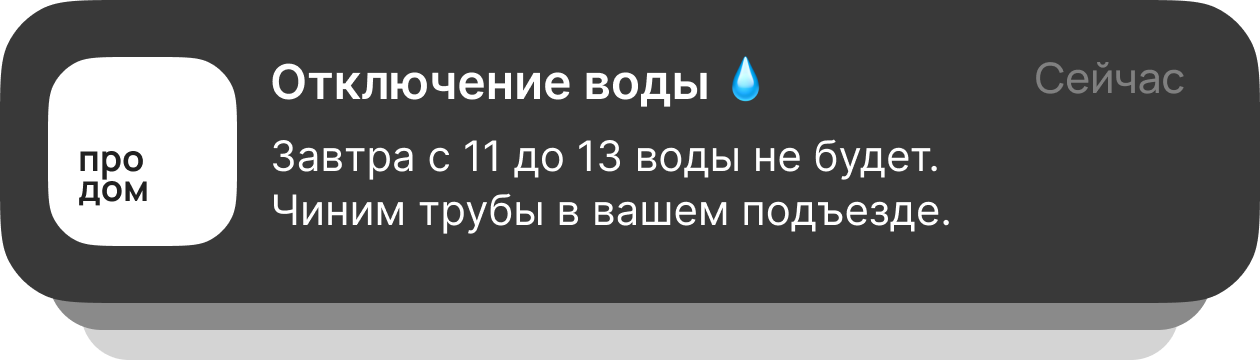 Отключение воды 💧
Сейчас
про
дом
Завтра с 11 до 13 воды не будет.
Чиним трубы в вашем подъезде.